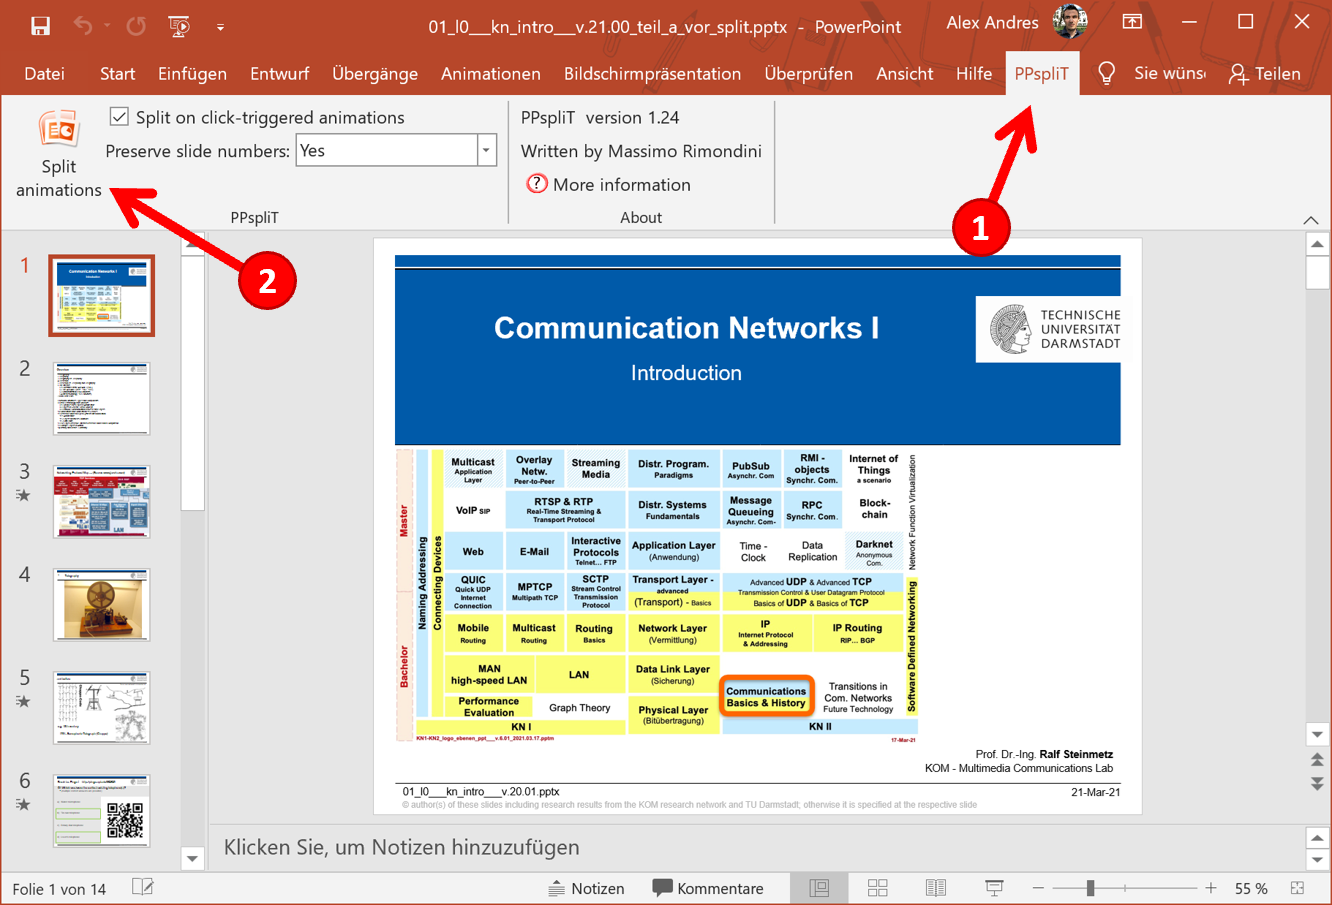 01_l0___kn_intro___v.21.00_teil_a_vor_split.pptx - PowerPoint
Alex Andres
Datei Start Einfügen Entwurf Übergänge Animationen Bildschirmpräsentation Überprüfen Ansicht Hilfe PPspliT Sie wüns Teilen
Split animations
Split on click-triggered animations
Preserve slide numbers: Yes
PPspliT
PPspliT version 1.24
Written by Massimo Rimondini
? More information
About
1
2
1
2
3
4
5
6
Communication Networks I
Introduction
TECHNISCHE
UNIVERSITÄT
DARMSTADT
Master
Bachelor
Naming Addressing
Connecting Devices
Multicast
Application
Layer
Overlay
Netw.
Peer-to-Peer
Streaming
Media
Distr. Program.
Paradigms
PubSub
Asynchr. Com
RMI -
objects
Synchr. Com.
Internet of
Things
a scenario
VoIP SIP
RTSP & RTP
Real-Time Streaming &
Transport Protocol
Distr. Systems
Fundamentals
Message
Queueing
Asynchr. Com-
RPC
Synchr. Com.
Block-
chain
Web
E-Mail
Interactive
Protocols
Telnet... FTP
Application Layer
(Anwendung)
Time -
Clock
Data
Replication
Darknet
Anonymous
Com.
QUIC
Quick UDP
Internet
Connection
MPTCP
Multipath TCP
SCTP
Stream Control
Transmission
Protocol
Transport Layer -
advanced
(Transport) - Basics
Advanced UDP & Advanced TCP
Transmission Control & User Datagram Protocol
Basics of UDP & Basics of TCP
Mobile
Routing
Multicast
Routing
Routing
Basics
Network Layer
(Vermittlung)
IP
Internet Protocol
& Addressing
IP Routing
RIP... BGP
MAN
high-speed LAN
LAN
Data Link Layer
(Sicherung)
Performance
Evaluation
Graph Theory
Physical Layer
(Bitübertragung)
Communications
Basics & History
Transitions in
Com. Networks
Future Technology
KN I
KN II
Network Function Virtualization
Software Defined Networking
KN1-KN2_logo_ebenen_ppt___v.6.01_2021.03.17.pptm
17-Mar-21
Prof. Dr.-Ing. Ralf Steinmetz
KOM - Multimedia Communications Lab
01_l0___kn_intro___v.20.01.pptx
21-Mar-21
© author(s) of these slides including research results from the KOM research network and TU Darmstadt; otherwise it is specified at the respective slide
Klicken Sie, um Notizen hinzuzufügen
Folie 1 von 14
Notizen
Kommentare
55 %